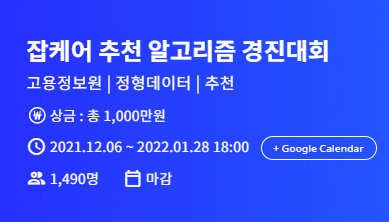 잡케어 추천 알고리즘 경진대회
고용정보원 | 정형데이터 | 추천
₩ 상금 : 총 1,000만원
2021.12.06 ~ 2022.01.28 18:00 + Google Calendar
1,490명 마감